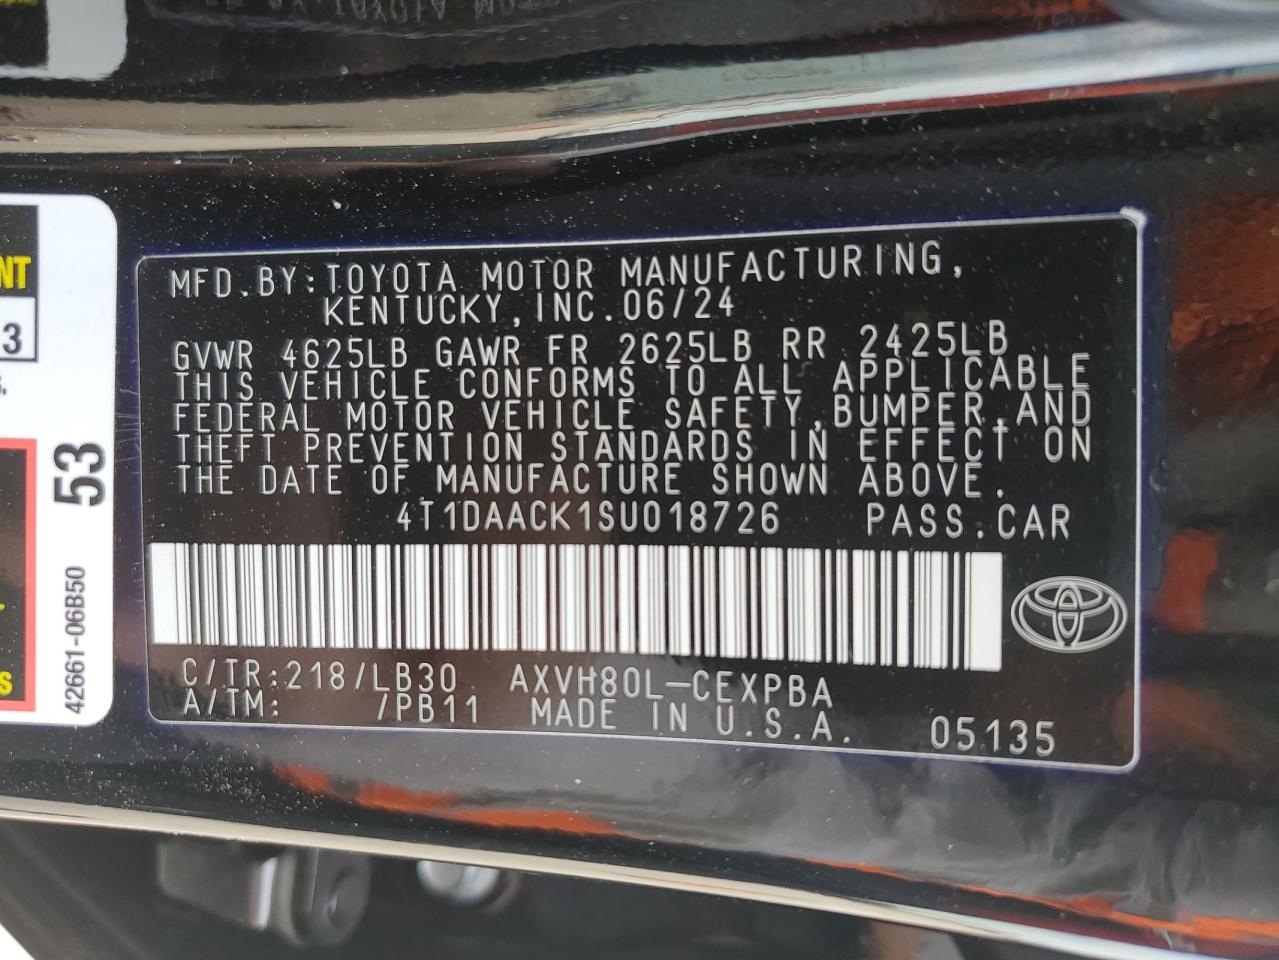 MFD.BY:TOYOTA MOTOR MANUFACTURING,
KENTUCKY,INC.06/24
GVWR 4625LB GAWR FR 2625LB RR 2425LB
THIS VEHICLE CONFORMS TO ALL APPLICABLE
FEDERAL MOTOR VEHICLE SAFETY,BUMPER,AND
THEFT PREVENTION STANDARDS IN EFFECT ON
THE DATE OF MANUFACTURE SHOWN ABOVE.
4T1DAACK1SU018726 PASS.CAR
C/TR:218/LB30 AXVH80L-CEXPBA
A/TM: /PB11 MADE IN U.S.A. 05135
NT
3
53
42661-06B50
S